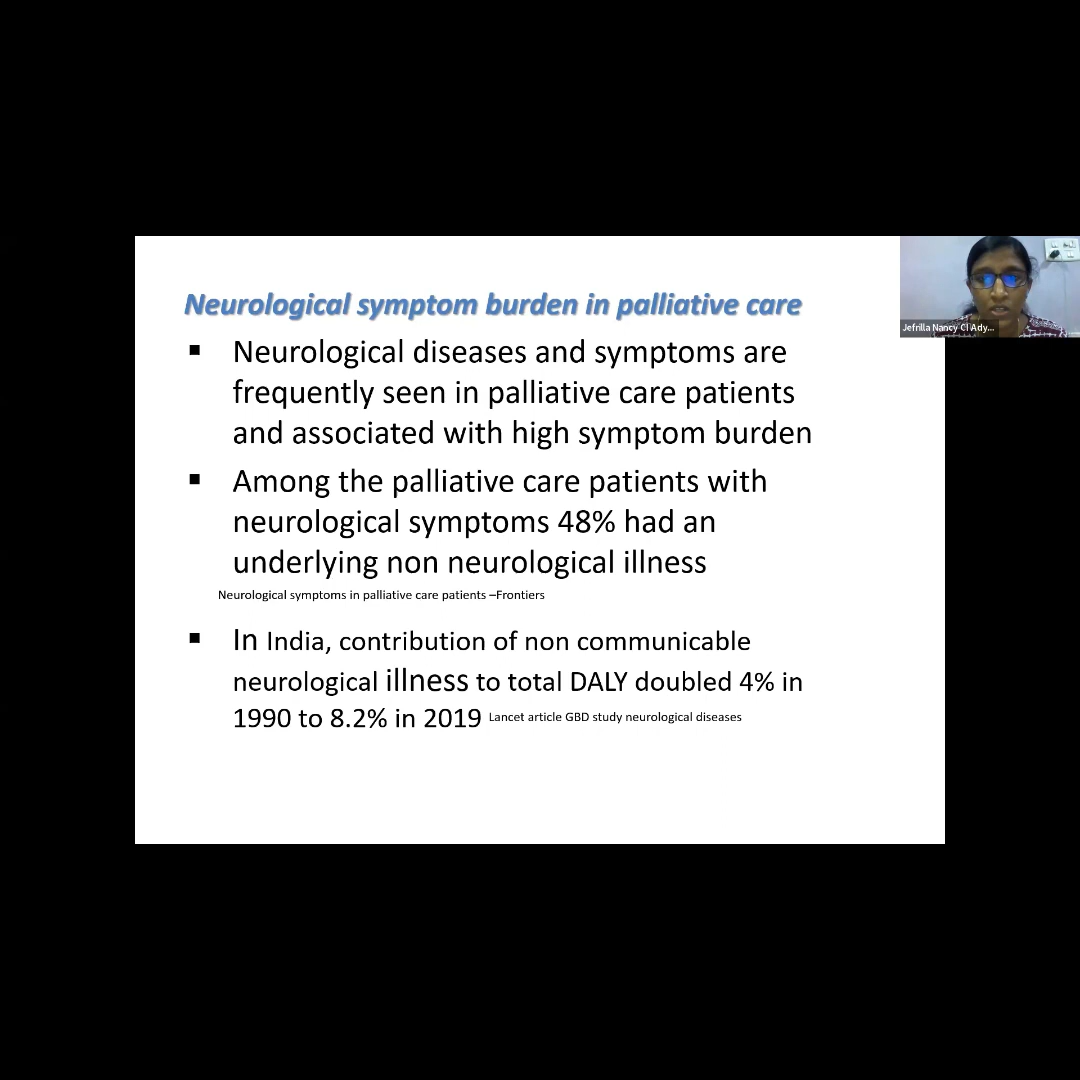 Neurological symptom burden in palliative care
▪ Neurological diseases and symptoms are
frequently seen in palliative care patients
and associated with high symptom burden
▪ Among the palliative care patients with
neurological symptoms 48% had an
underlying non neurological illness
Neurological symptoms in palliative care patients –Frontiers
▪ In India, contribution of non communicable
neurological illness to total DALY doubled 4% in
1990 to 8.2% in 2019 Lancet article GBD study neurological diseases
Jefrilla Nancy CI Ady...